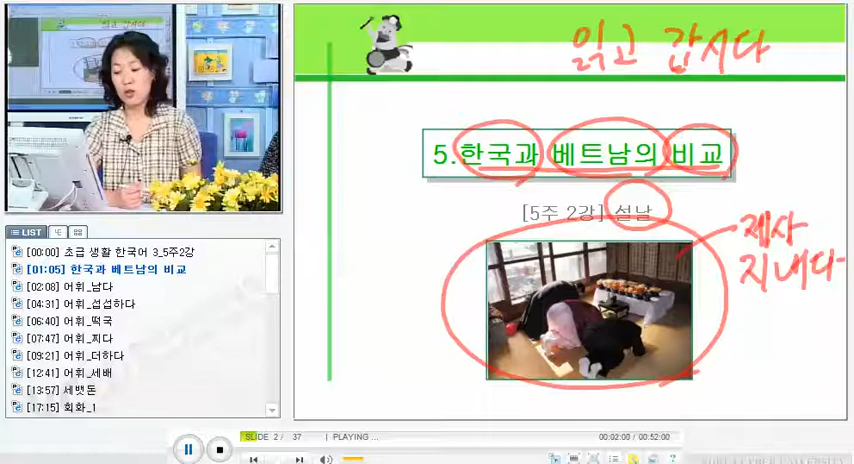 읽고 갑시다
5.한국과 베트남의 비교
[5주 2강] 설날
제사
지내다
LIST
[00:00] 초급 생활 한국어 3_5주2강
[01:05] 한국과 베트남의 비교
[02:08] 어휘_남다
[04:31] 어휘_섭섭하다
[06:40] 어휘_떡국
[07:47] 어휘_찌다
[09:21] 어휘_더하다
[12:41] 어휘_세배
[13:57] 세뱃돈
[17:15] 회화_1
SLIDE 2 / 37 | PLAYING ... 00:02:00 / 00:52:00